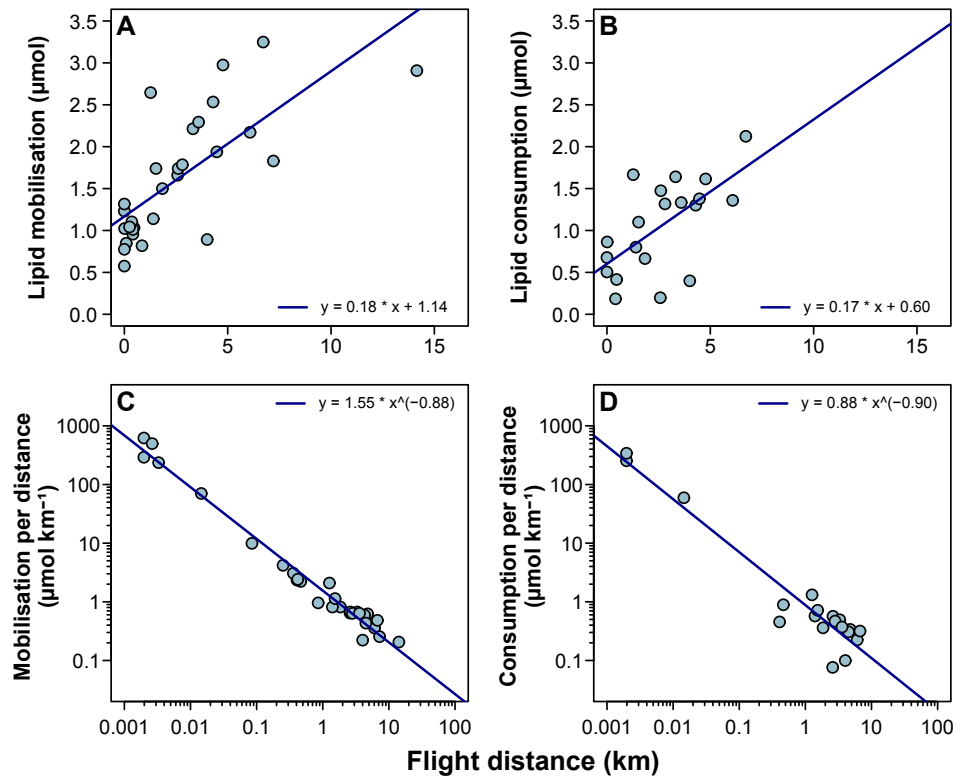 A
Lipid mobilisation (µmol)
3.5
3.0
2.5
2.0
1.5
1.0
0.5
0.0
y = 0.18 * x + 1.14
0 5 10 15
B
Lipid consumption (µmol)
3.5
3.0
2.5
2.0
1.5
1.0
0.5
0.0
y = 0.17 * x + 0.60
0 5 10 15
C
Mobilisation per distance
(µmol km⁻¹)
y = 1.55 * x^(−0.88)
1000
100
10
1
0.1
0.001 0.01 0.1 1 10 100
D
Consumption per distance
(µmol km⁻¹)
y = 0.88 * x^(−0.90)
1000
100
10
1
0.1
0.001 0.01 0.1 1 10 100
Flight distance (km)